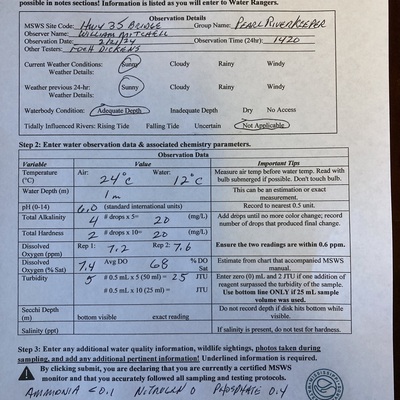 possible in notes sections! Information is listed as you will enter to Water Rangers.
Observation Details
MSWS Site Code: Hwy 35 Bridge Group Name: Pearl Riverkeeper
Observer Name: William Mitchell
Observation Date: 2/21/24 Observation Time (24hr): 1420
Other Testers: Foch Dickens
Current Weather Conditions: Sunny Cloudy Rainy Windy
Weather Details:
Weather previous 24-hr: Sunny Cloudy Rainy Windy
Weather Details:
Waterbody Condition: Adequate Depth Inadequate Depth Dry No Access
Tidally Influenced Rivers: Rising Tide Falling Tide Uncertain Not Applicable
Step 2: Enter water observation data & associated chemistry parameters.
Observation Data
Variable Value Important Tips
Temperature (°C) Air: 24°C Water: 12°C Measure air temp before water temp. Read with bulb submerged if possible. Don't touch bulb.
Water Depth (m) 1m This can be an estimation or exact measurement.
pH (0-14) 6.0 (standard international units) Record to nearest 0.5 unit.
Total Alkalinity 4 # drops x 5= 20 (mg/L) Add drops until no more color change; record number of drops that produced final change.
Total Hardness 2 # drops x 10= 20 (mg/L)
Dissolved Oxygen (ppm) Rep 1: 7.2 Rep 2: 7.6 Ensure the two readings are within 0.6 ppm.
Dissolved Oxygen (% Sat) 7.4 Avg DO 68 % DO Sat Estimate from chart that accompanied MSWS manual.
Turbidity 5 # 0.5 mL x 5 (50 ml) = 25 JTU Enter zero (0) mL and 2 JTU if one addition of reagent surpassed the turbidity of the sample.
# 0.5 mL x 10 (25 ml) = JTU Use bottom line ONLY if 25 mL sample volume was used.
Secchi Depth (m) bottom visible exact reading Do not record depth if disk hits bottom while visible.
Salinity (ppt) If salinity is present, do not test for hardness.
Step 3: Enter any additional water quality information, wildlife sightings, photos taken during
sampling, and add any additional pertinent information! Underlined information is required.
By clicking submit, you are declaring that you are currently a certified MSWS
monitor and that you accurately followed all sampling and testing protocols.
Ammonia <0.1 Nitrogen 0 Phosphate 0.4